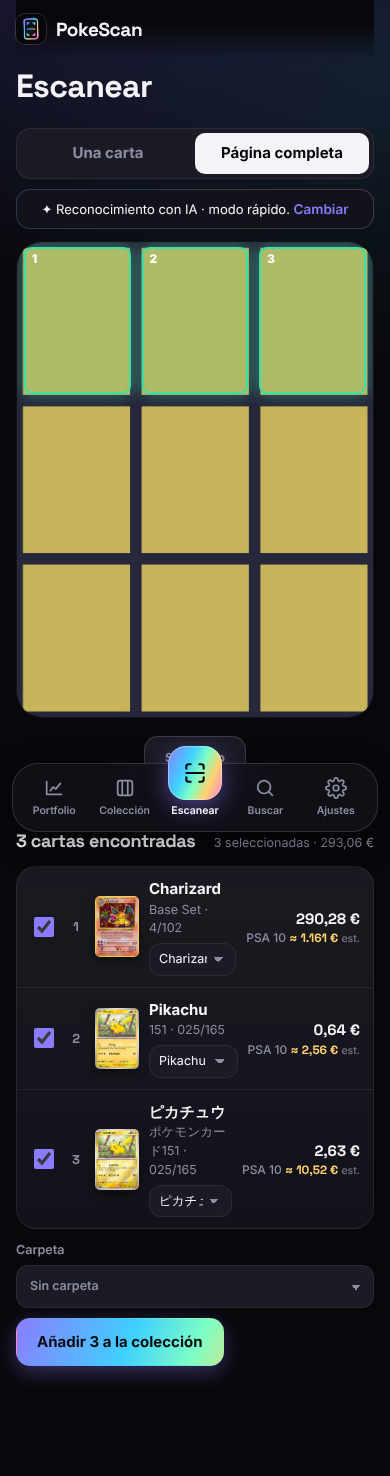 PokeScan
Escanear
Una carta
Página completa
✦ Reconocimiento con IA · modo rápido. Cambiar
1
2
3
Portfolio
Colección
Escanear
Buscar
Ajustes
3 cartas encontradas
3 seleccionadas · 293,06 €
1
Charizard
Base Set ·
4/102
Chariza
290,28 €
PSA 10 ≈ 1.161 € est.
2
Pikachu
151 · 025/165
Pikachu
0,64 €
PSA 10 ≈ 2,56 € est.
3
ピカチュウ
ポケモンカー
ド151 ·
025/165
ピカチ
2,63 €
PSA 10 ≈ 10,52 € est.
Carpeta
Sin carpeta
Añadir 3 a la colección